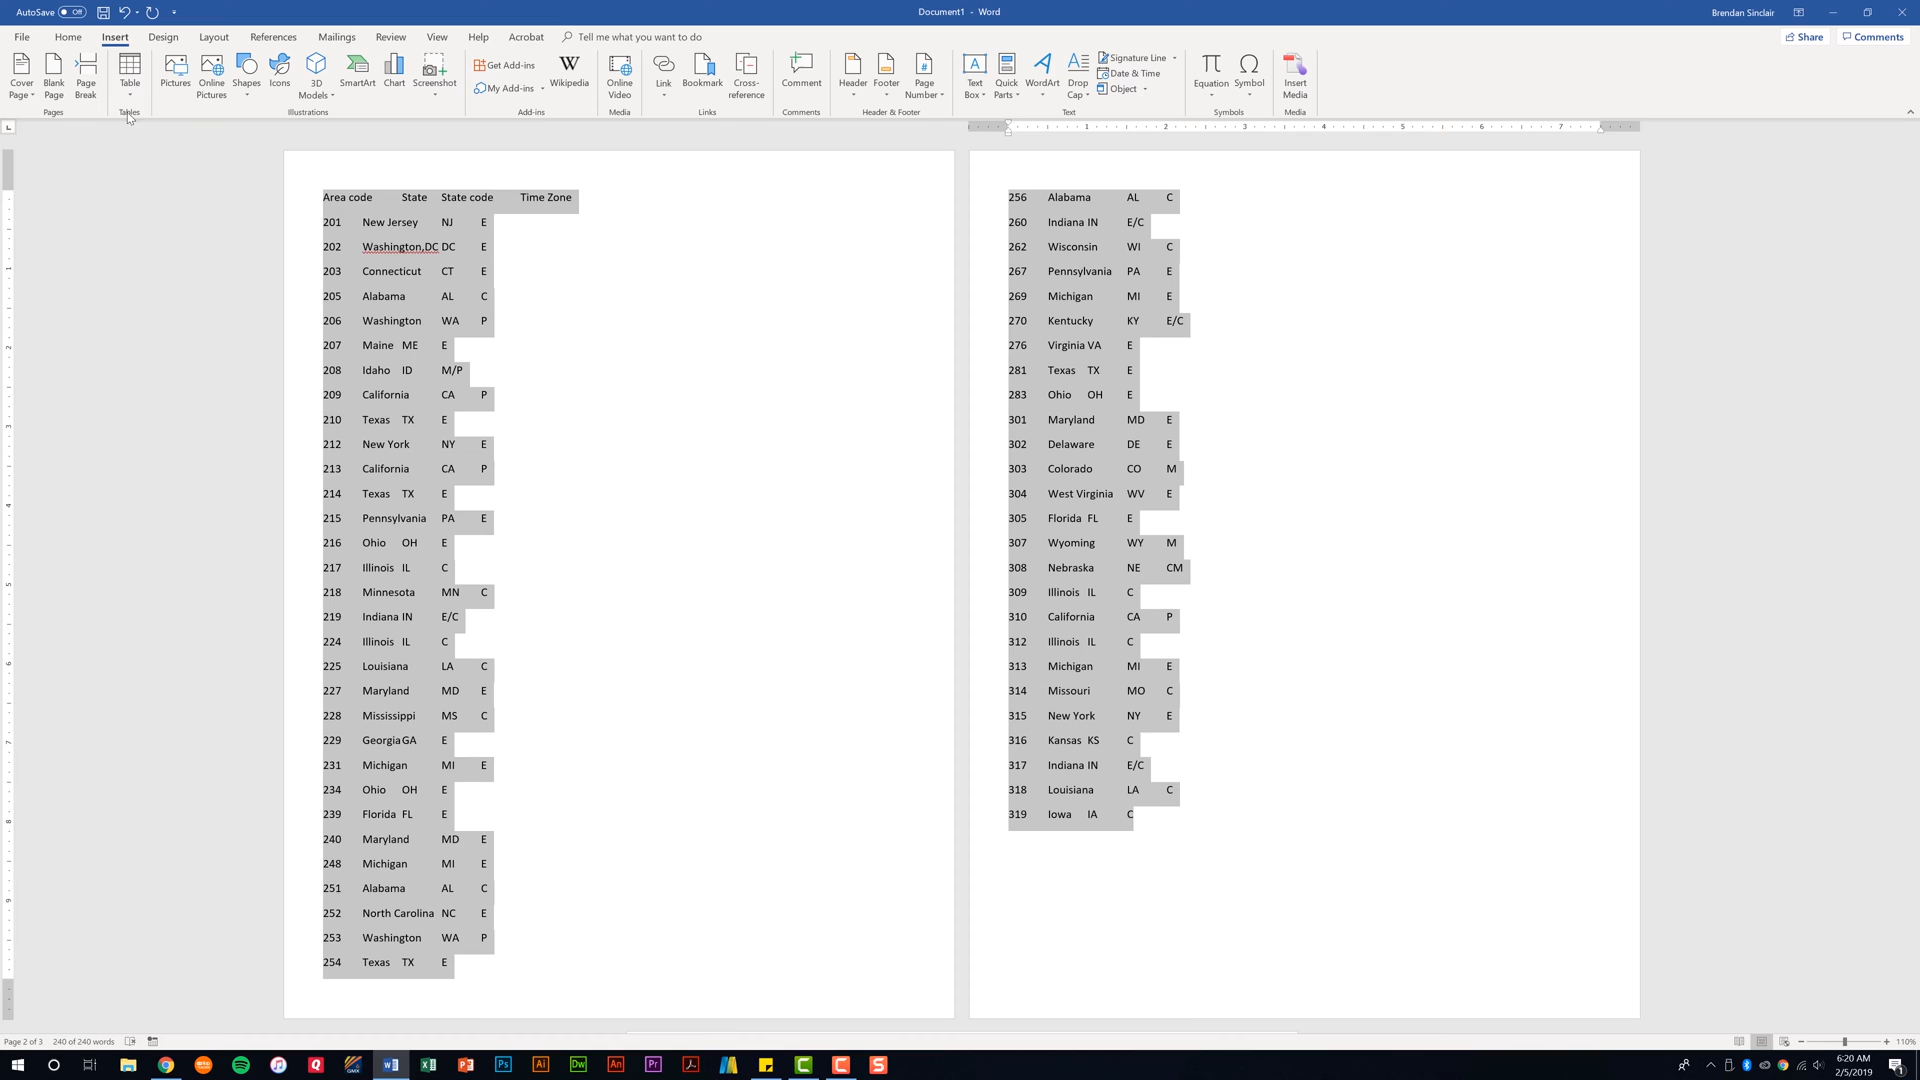 AutoSave Off
Document1 - Word
Brendan Sinclair
File Home Insert Design Layout References Mailings Review View Help Acrobat Tell me what you want to do
Share Comments
Cover Page
Blank Page
Page Break
Pages
Table
Tables
Pictures
Online Pictures
Shapes
Icons
3D Models
SmartArt
Chart
Screenshot
Illustrations
Get Add-ins
My Add-ins
Wikipedia
Add-ins
Online Video
Media
Link
Bookmark
Cross-reference
Links
Comment
Comments
Header
Footer
Page Number
Header & Footer
Text Box
Quick Parts
WordArt
Drop Cap
Signature Line
Date & Time
Object
Text
Equation
Symbol
Symbols
Insert Media
Media
1 2 3 4 5 6 7
Area code State State code Time Zone
201 New Jersey NJ E
202 Washington,DC DC E
203 Connecticut CT E
205 Alabama AL C
206 Washington WA P
207 Maine ME E
208 Idaho ID M/P
209 California CA P
210 Texas TX E
212 New York NY E
213 California CA P
214 Texas TX E
215 Pennsylvania PA E
216 Ohio OH E
217 Illinois IL C
218 Minnesota MN C
219 Indiana IN E/C
224 Illinois IL C
225 Louisiana LA C
227 Maryland MD E
228 Mississippi MS C
229 Georgia GA E
231 Michigan MI E
234 Ohio OH E
239 Florida FL E
240 Maryland MD E
248 Michigan MI E
251 Alabama AL C
252 North Carolina NC E
253 Washington WA P
254 Texas TX E
256 Alabama AL C
260 Indiana IN E/C
262 Wisconsin WI C
267 Pennsylvania PA E
269 Michigan MI E
270 Kentucky KY E/C
276 Virginia VA E
281 Texas TX E
283 Ohio OH E
301 Maryland MD E
302 Delaware DE E
303 Colorado CO M
304 West Virginia WV E
305 Florida FL E
307 Wyoming WY M
308 Nebraska NE CM
309 Illinois IL C
310 California CA P
312 Illinois IL C
313 Michigan MI E
314 Missouri MO C
315 New York NY E
316 Kansas KS C
317 Indiana IN E/C
318 Louisiana LA C
319 Iowa IA C
Page 2 of 3 240 of 240 words
110%
6:20 AM
2/5/2019